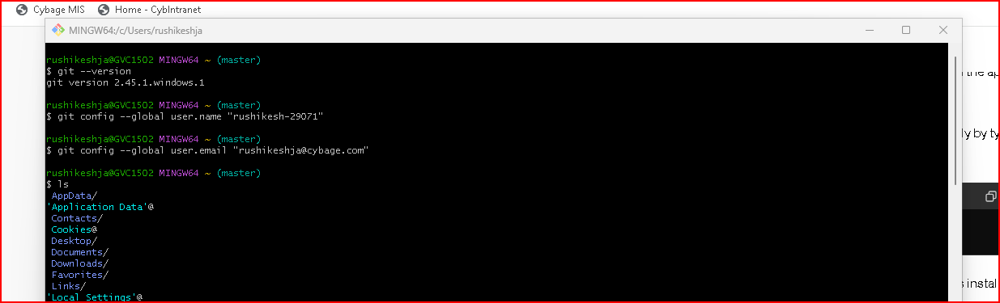 Cybage MIS Home - CybIntranet
MINGW64:/c/Users/rushikeshja
rushikeshja@GVC1502 MINGW64 ~ (master)
$ git --version
git version 2.45.1.windows.1
rushikeshja@GVC1502 MINGW64 ~ (master)
$ git config --global user.name "rushikesh-29071"
rushikeshja@GVC1502 MINGW64 ~ (master)
$ git config --global user.email "rushikeshja@cybage.com"
rushikeshja@GVC1502 MINGW64 ~ (master)
$ ls
AppData/
'Application Data'@
Contacts/
Cookies@
Desktop/
Documents/
Downloads/
Favorites/
Links/
'Local Settings'@
the ap
ly by ty
s instal